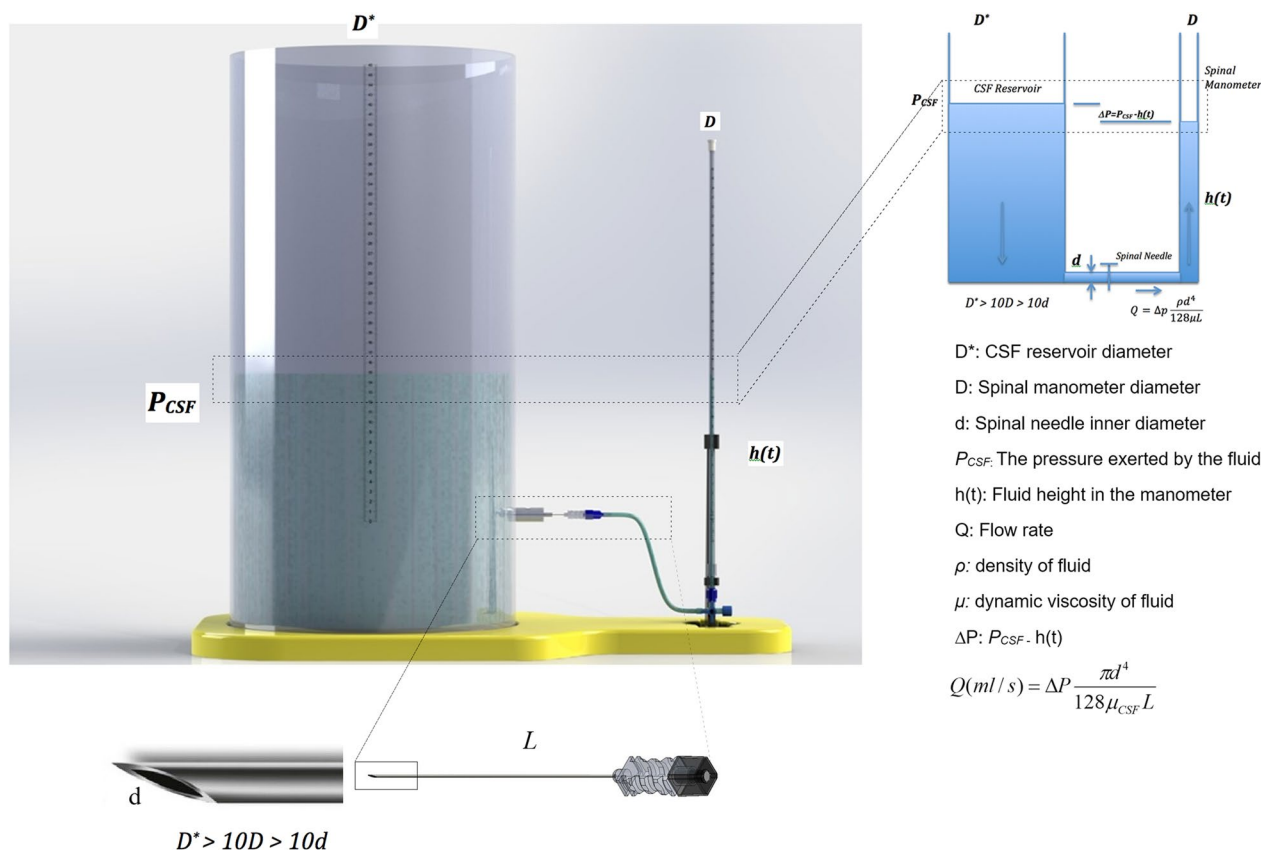 D*
D
P_CSF
h(t)
L
d
D* > 10D > 10d
D*
D
Spinal
Manometer
CSF Reservoir
P_CSF
ΔP=P_CSF-h(t)
h(t)
d
Spinal Needle
D* > 10D > 10d
Q = Δp ρd⁴/128μL
D*: CSF reservoir diameter
D: Spinal manometer diameter
d: Spinal needle inner diameter
P_CSF: The pressure exerted by the fluid
h(t): Fluid height in the manometer
Q: Flow rate
ρ: density of fluid
μ: dynamic viscosity of fluid
ΔP: P_CSF - h(t)
Q(ml/s) = ΔP πd⁴/128μ_CSF L